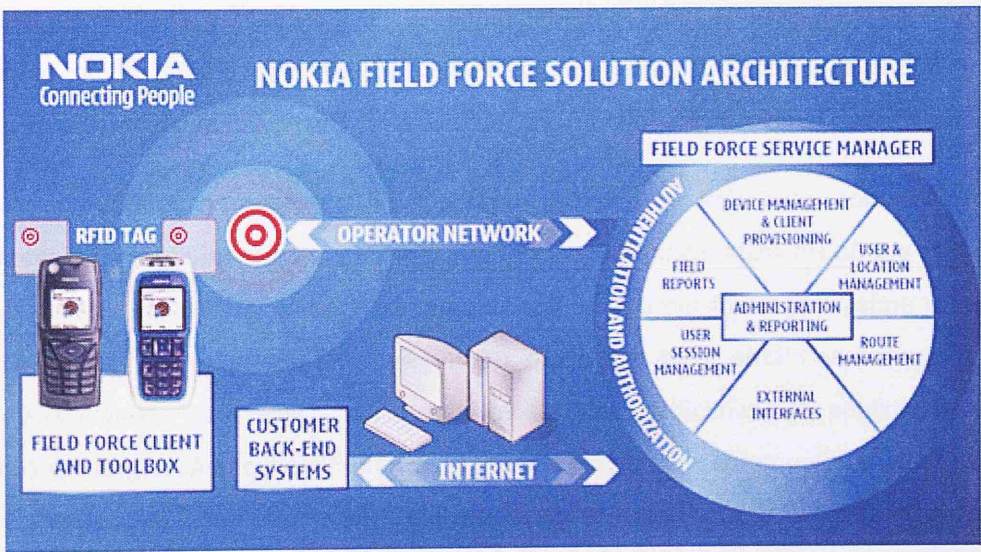 NOKIA
Connecting People
NOKIA FIELD FORCE SOLUTION ARCHITECTURE
FIELD FORCE SERVICE MANAGER
AUTHENTICATION AND AUTHORIZATION
DEVICE MANAGEMENT
& CLIENT
PROVISIONING
USER &
LOCATION
MANAGEMENT
FIELD
REPORTS
ADMINISTRATION
& REPORTING
USER
SESSION
MANAGEMENT
ROUTE
MANAGEMENT
EXTERNAL
INTERFACES
RFID TAG
OPERATOR NETWORK
FIELD FORCE CLIENT
AND TOOLBOX
CUSTOMER
BACK-END
SYSTEMS
INTERNET